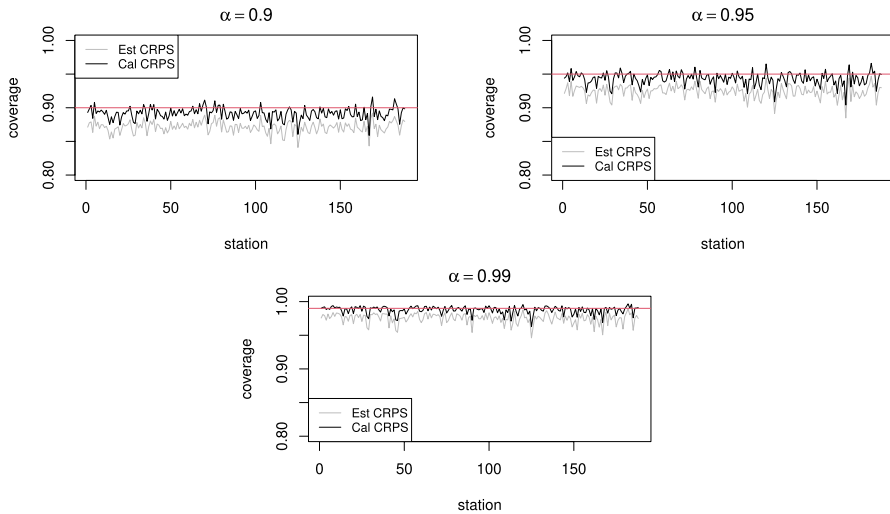 α = 0.9
Est CRPS
Cal CRPS
coverage
1.00
0.90
0.80
0 50 100 150
station
α = 0.95
Est CRPS
Cal CRPS
coverage
1.00
0.90
0.80
0 50 100 150
station
α = 0.99
Est CRPS
Cal CRPS
coverage
1.00
0.90
0.80
0 50 100 150
station